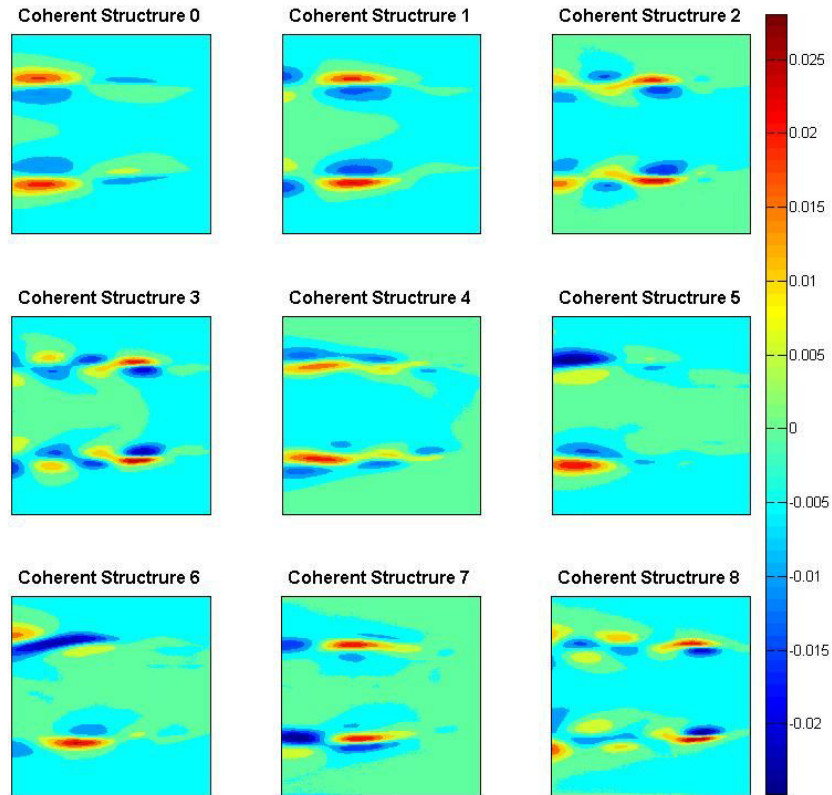 Coherent Structrure 0
Coherent Structrure 1
Coherent Structrure 2
Coherent Structrure 3
Coherent Structrure 4
Coherent Structrure 5
Coherent Structrure 6
Coherent Structrure 7
Coherent Structrure 8
0.025
0.02
0.015
0.01
0.005
0
-0.005
-0.01
-0.015
-0.02